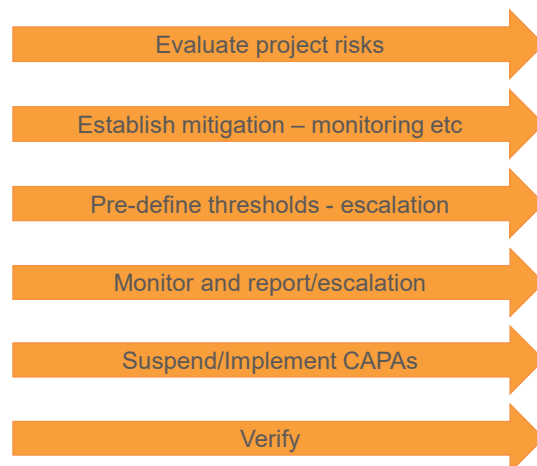 Evaluate project risks
Establish mitigation – monitoring etc
Pre-define thresholds - escalation
Monitor and report/escalation
Suspend/Implement CAPAs
Verify